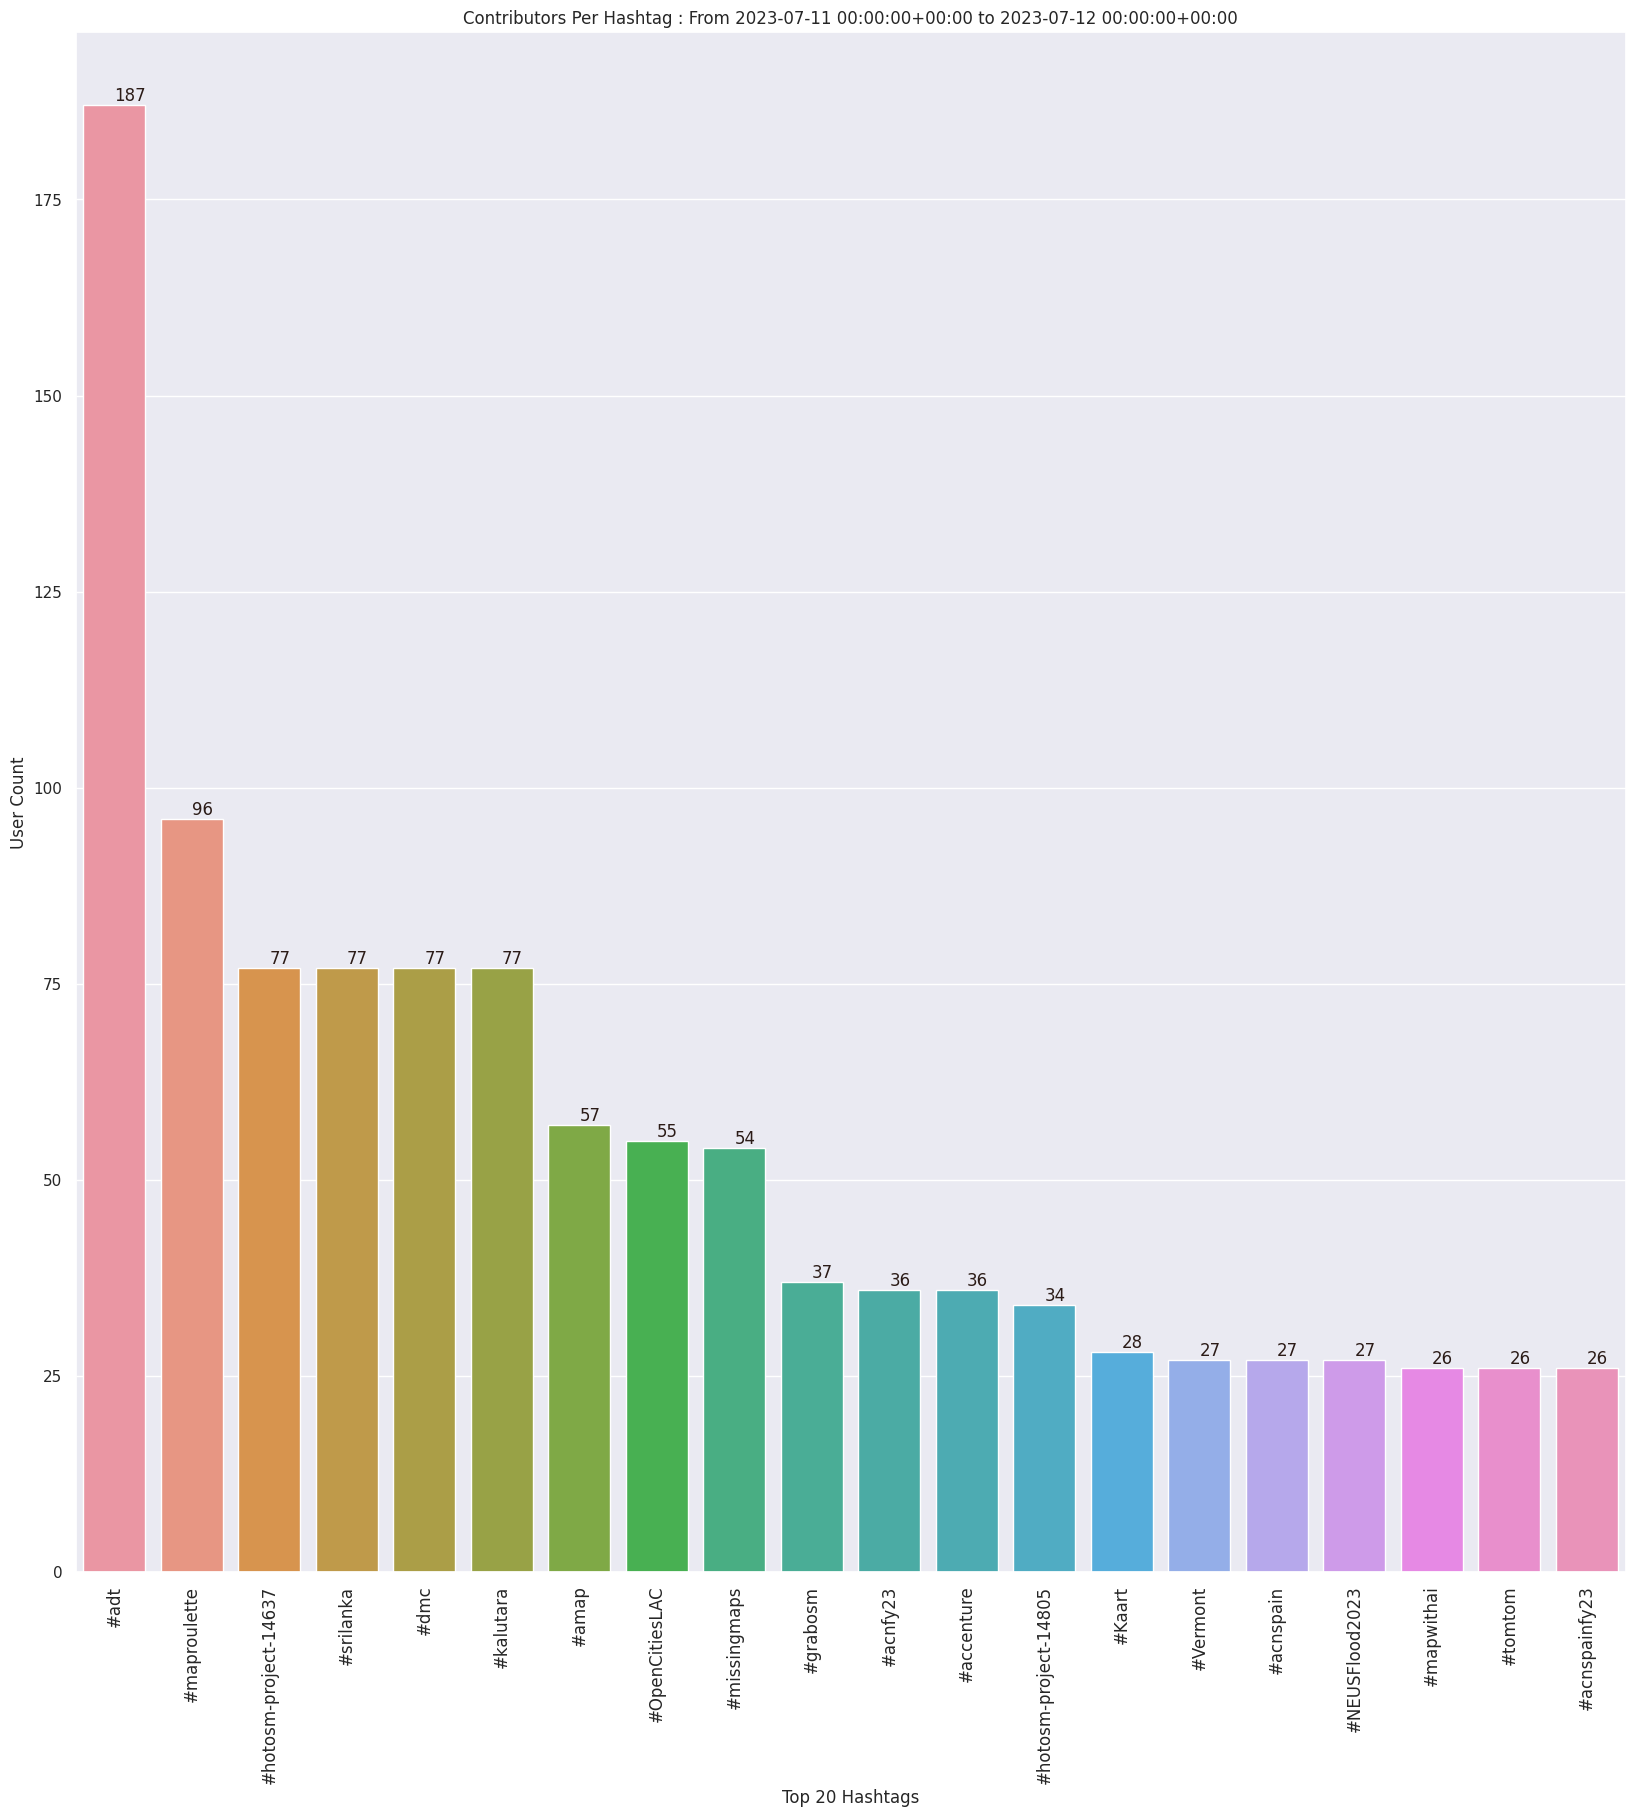 Contributors Per Hashtag : From 2023-07-11 00:00:00+00:00 to 2023-07-12 00:00:00+00:00
User Count
175
150
125
100
75
50
25
0
187
96
77
77
77
77
57
55
54
37
36
36
34
28
27
27
27
26
26
26
#adt
#maproulette
#hotosm-project-14637
#srilanka
#dmc
#kalutara
#amap
#OpenCitiesLAC
#missingmaps
#grabosm
#acnfy23
#accenture
#hotosm-project-14805
#Kaart
#Vermont
#acnspain
#NEUSFlood2023
#mapwithai
#tomtom
#acnspainfy23
Top 20 Hashtags